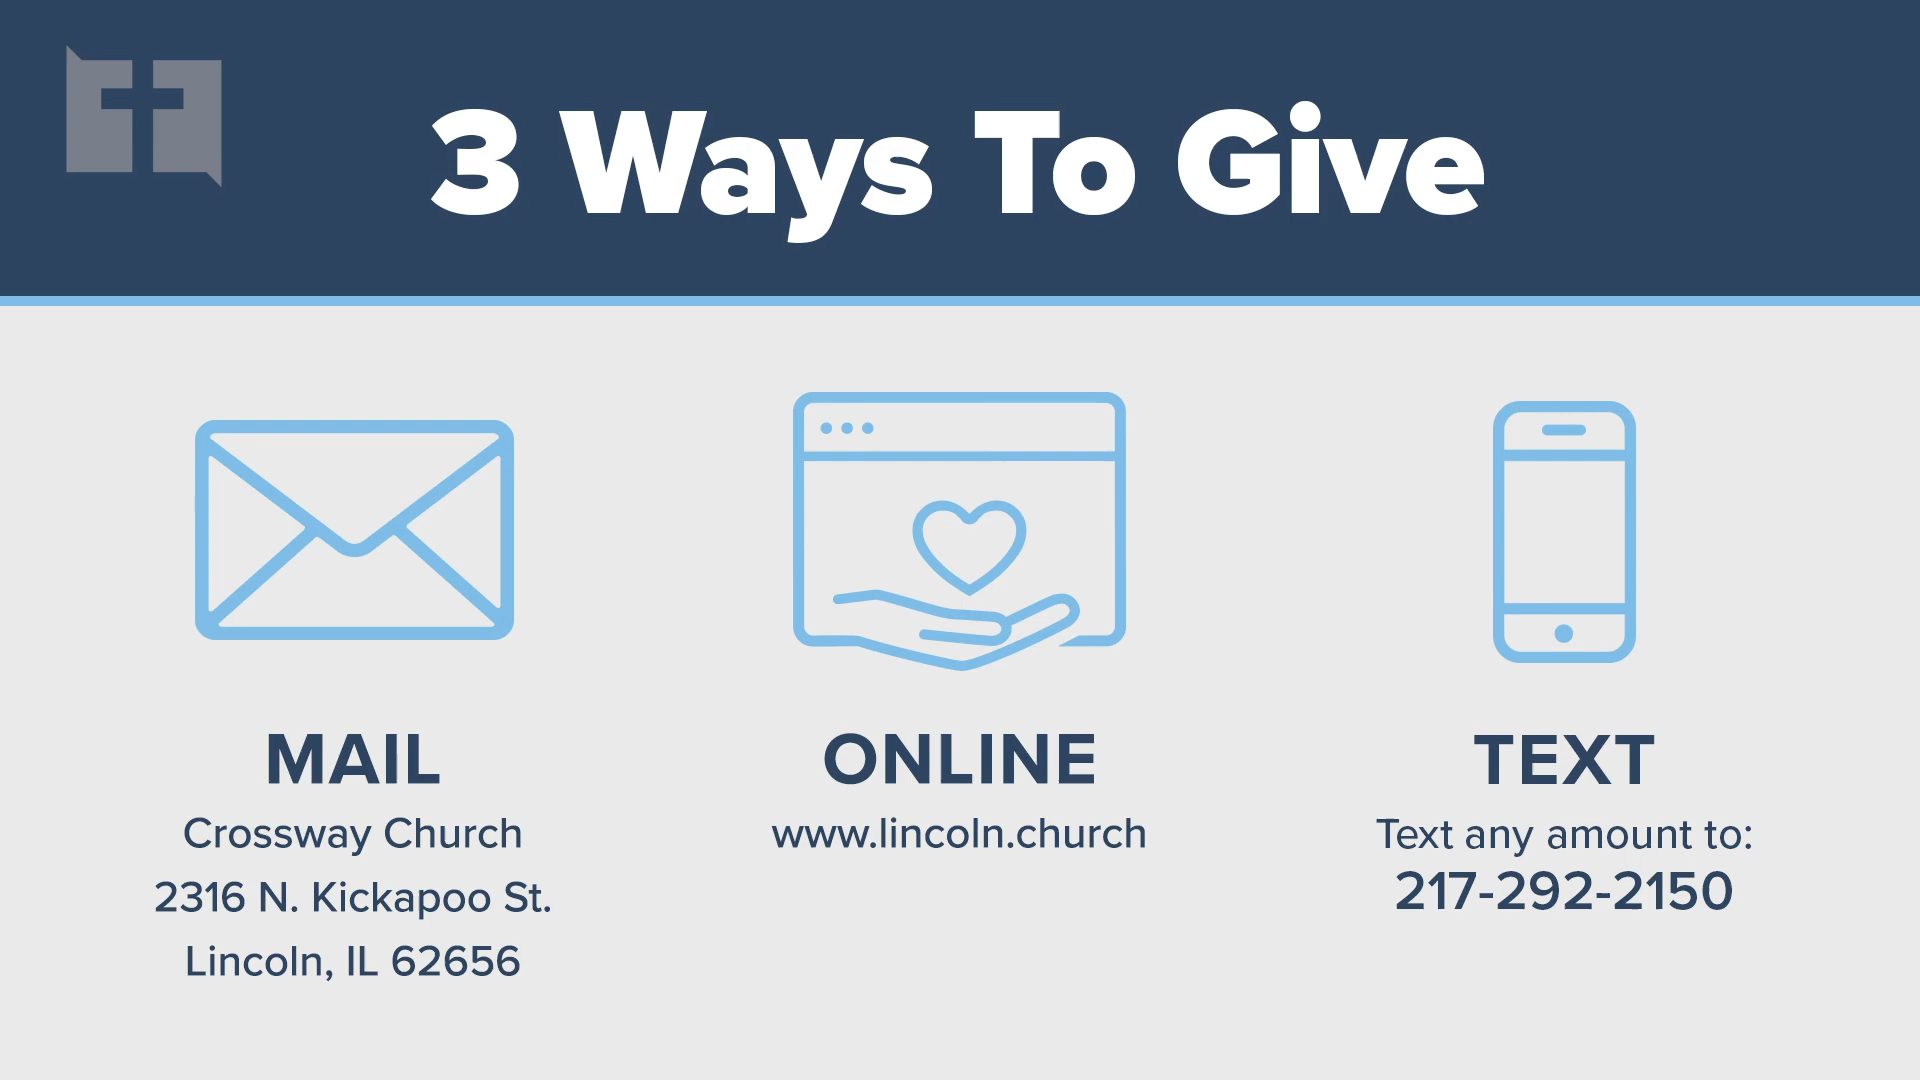 3 Ways To Give
MAIL
Crossway Church
2316 N. Kickapoo St.
Lincoln, IL 62656
ONLINE
www.lincoln.church
TEXT
Text any amount to:
217-292-2150